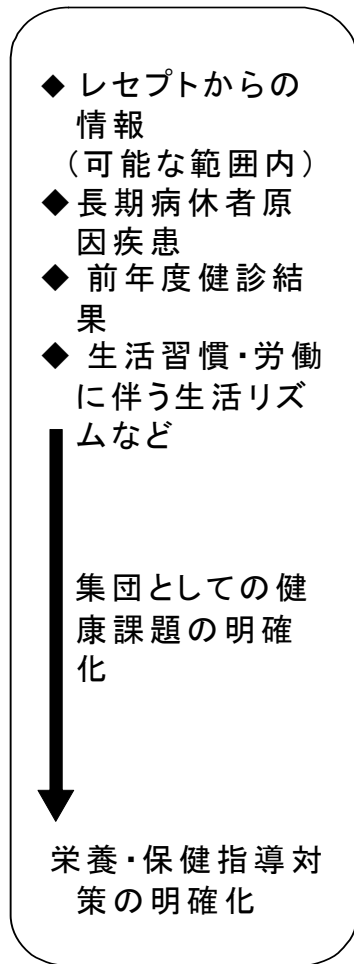 ◆ レセプトからの
情報
（可能な範囲内）
◆ 長期病休者原
因疾患
◆ 前年度健診結
果
◆ 生活習慣・労働
に伴う生活リズ
ムなど
集団としての健
康課題の明確
化
栄養・保健指導対
策の明確化